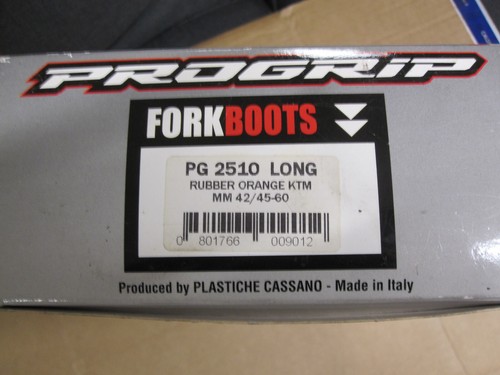 PROGRIP
FORKBOOTS
PG 2510 LONG
RUBBER ORANGE KTM
MM 42/45-60
0 801766 009012
Produced by PLASTICHE CASSANO - Made in Italy